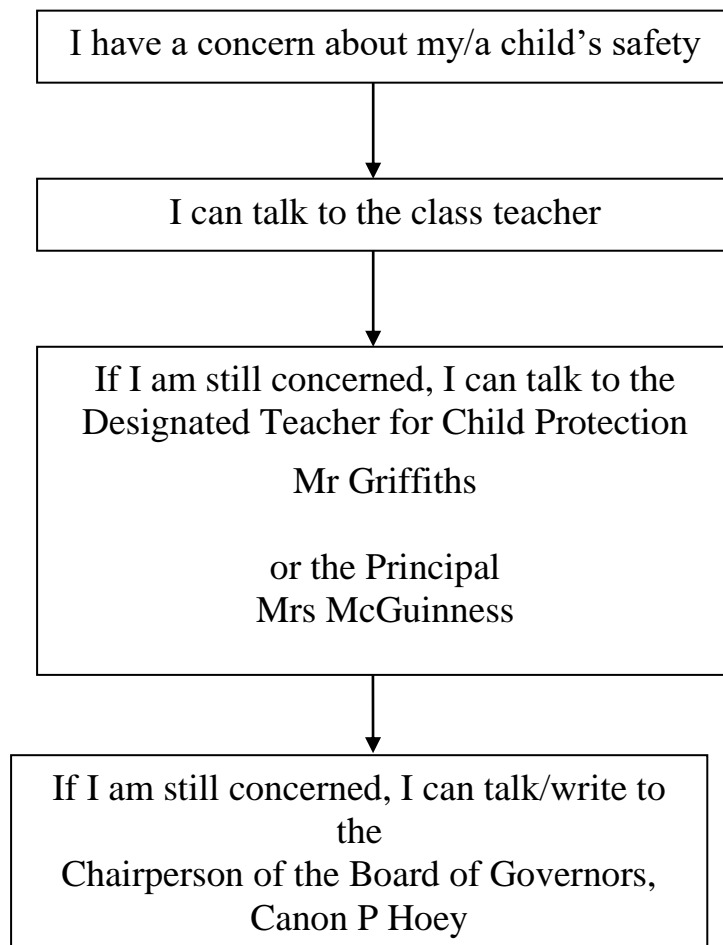 I have a concern about my/a child’s safety
I can talk to the class teacher
If I am still concerned, I can talk to the
Designated Teacher for Child Protection
Mr Griffiths
or the Principal
Mrs McGuinness
If I am still concerned, I can talk/write to
the
Chairperson of the Board of Governors,
Canon P Hoey